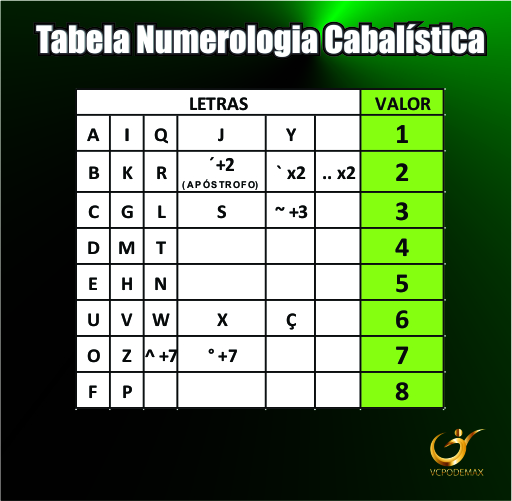 Tabela Numerologia Cabalística
LETRAS VALOR
A I Q J Y 1
B K R ´+2 (APÓSTROFO) ` x2 .. x2 2
C G L S ~ +3 3
D M T 4
E H N 5
U V W X Ç 6
O Z ^ +7 ° +7 7
F P 8
VCPODEMAX